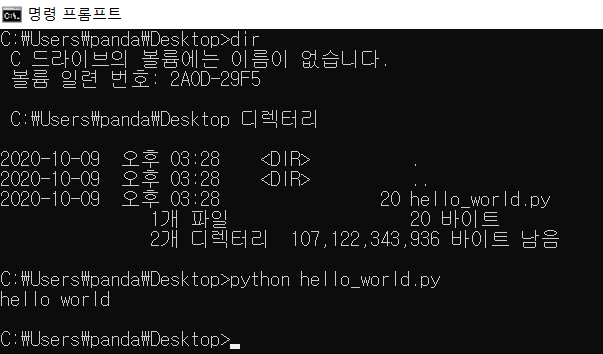 명령 프롬프트
C:₩Users₩panda₩Desktop>dir
 C 드라이브의 볼륨에는 이름이 없습니다.
 볼륨 일련 번호: 2A0D-29F5

 C:₩Users₩panda₩Desktop 디렉터리

2020-10-09  오후 03:28    <DIR>          .
2020-10-09  오후 03:28    <DIR>          ..
2020-10-09  오후 03:28                20 hello_world.py
               1개 파일                  20 바이트
               2개 디렉터리  107,122,343,936 바이트 남음

C:₩Users₩panda₩Desktop>python hello_world.py
hello world

C:₩Users₩panda₩Desktop>